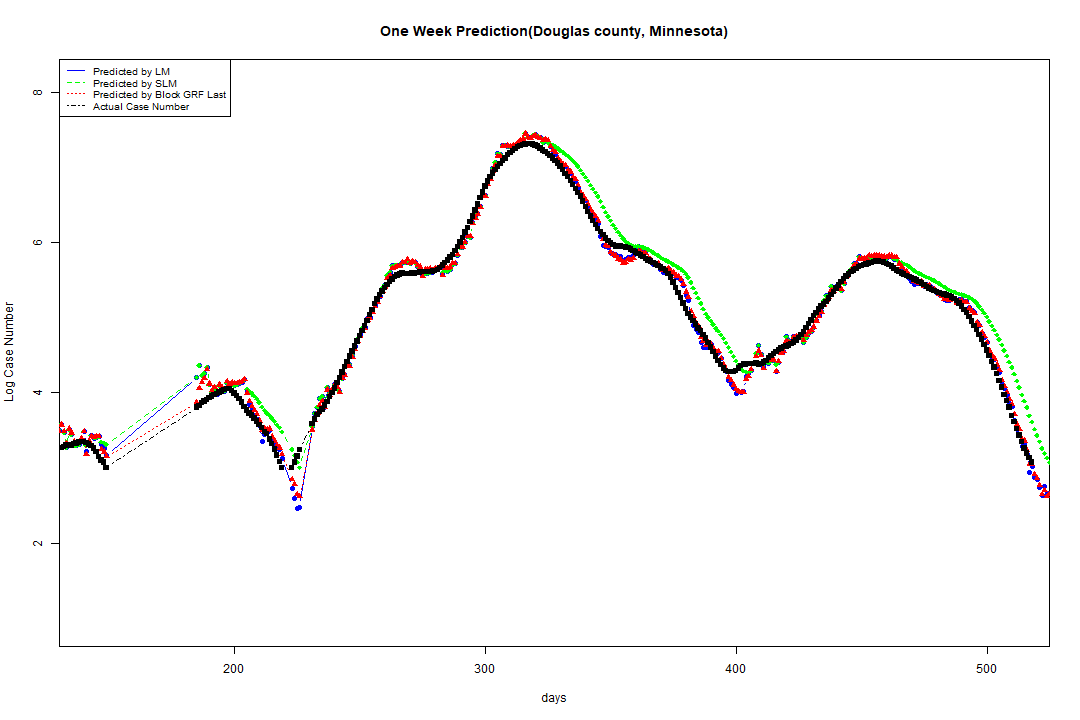 One Week Prediction(Douglas county, Minnesota)
Predicted by LM
Predicted by SLM
Predicted by Block GRF Last
Actual Case Number
8
6
4
2
Log Case Number
200 300 400 500
days